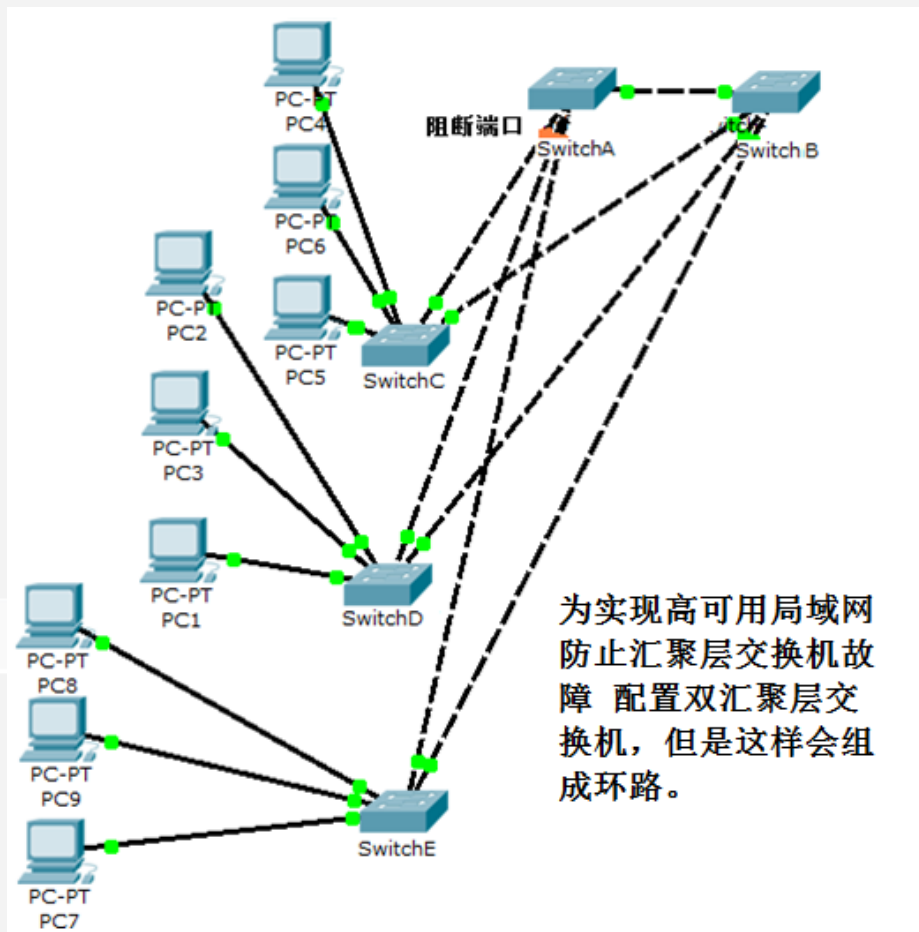 PC-PT
PC4
阻断端口
SwitchA
Switch B
PC-PT
PC6
PC-PT
PC2
PC-PT
PC5
SwitchC
PC-PT
PC3
PC-PT
PC1
SwitchD
为实现高可用局域网
防止汇聚层交换机故
障 配置双汇聚层交
换机，但是这样会组
成环路。
PC-PT
PC8
PC-PT
PC9
SwitchE
PC-PT
PC7